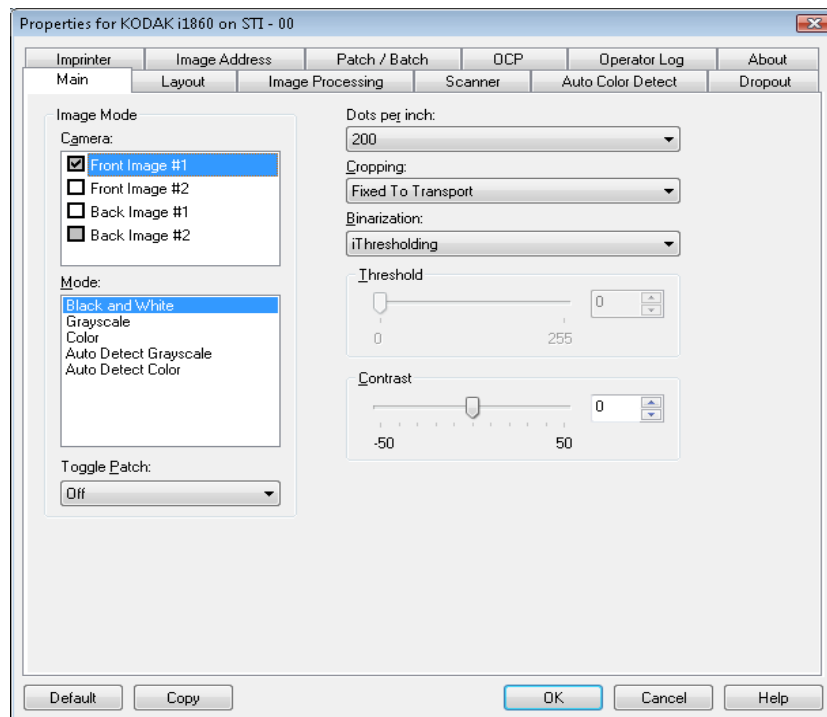 Properties for KODAK i1860 on STI - 00
Imprinter Image Address Patch / Batch OCP Operator Log About
Main Layout Image Processing Scanner Auto Color Detect Dropout
Image Mode
Camera:
Front Image #1
Front Image #2
Back Image #1
Back Image #2
Mode:
Black and White
Grayscale
Color
Auto Detect Grayscale
Auto Detect Color
Toggle Patch:
Off
Dots per inch:
200
Cropping:
Fixed To Transport
Binarization:
iThresholding
Threshold
0
0 255
Contrast
0
-50 50
Default Copy OK Cancel Help